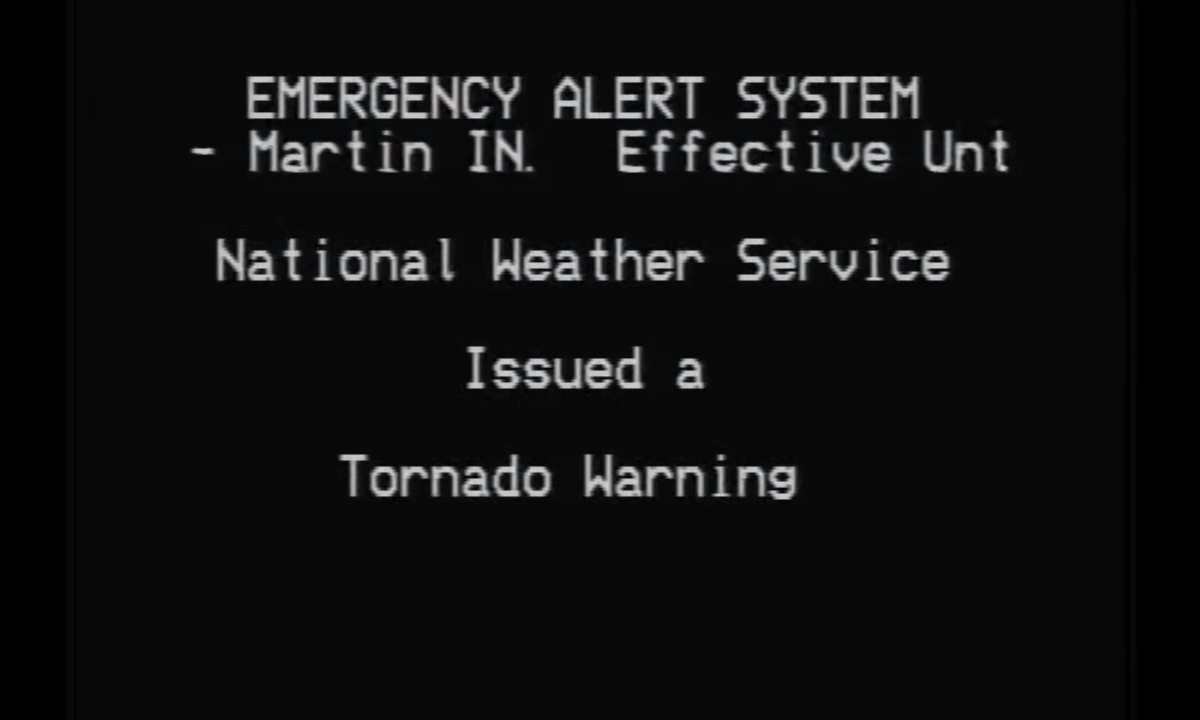 EMERGENCY ALERT SYSTEM
- Martin IN.   Effective Unt
National Weather Service
Issued a
Tornado Warning